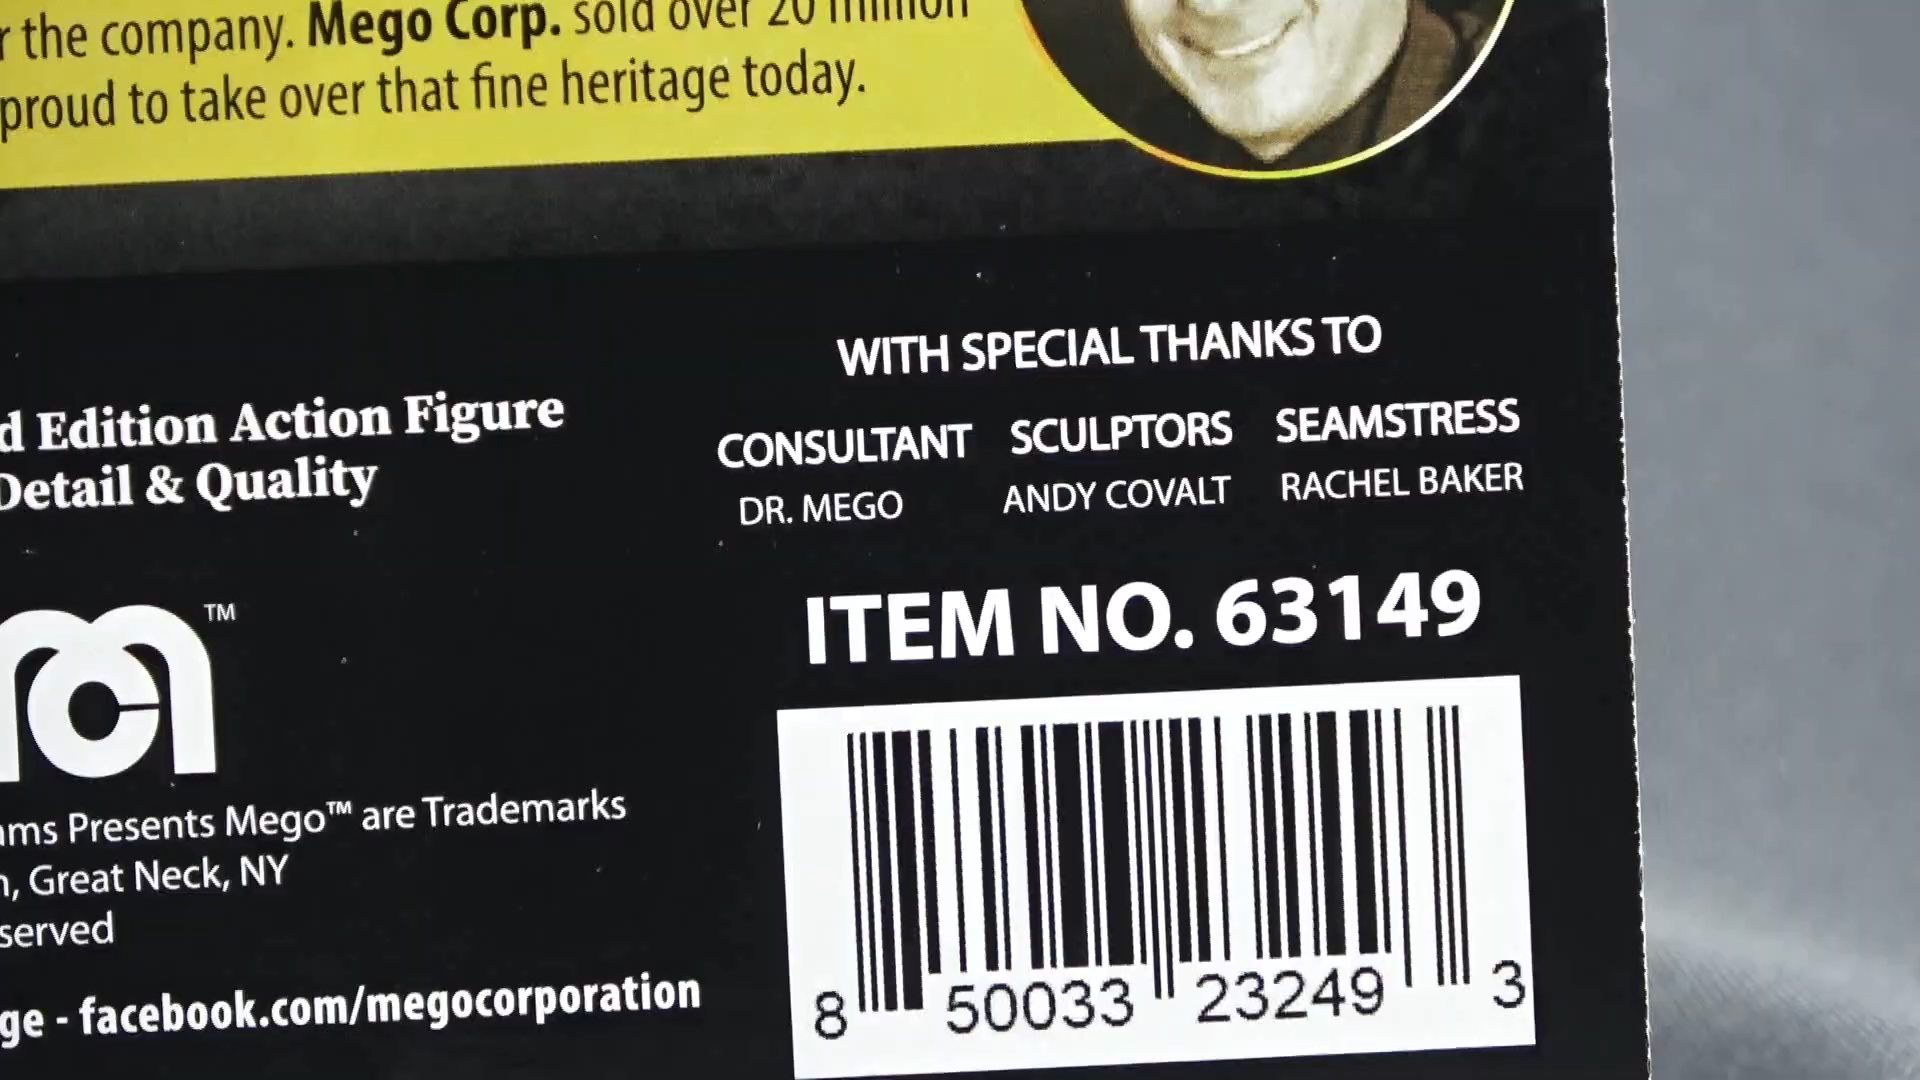 r the company. Mego Corp. sold over 20 million
proud to take over that fine heritage today.
WITH SPECIAL THANKS TO
CONSULTANT SCULPTORS SEAMSTRESS
DR. MEGO ANDY COVALT RACHEL BAKER
d Edition Action Figure
Detail & Quality
ITEM NO. 63149
TM
ms Presents Mego™ are Trademarks
, Great Neck, NY
served
ge - facebook.com/megocorporation
8 50033 23249 3